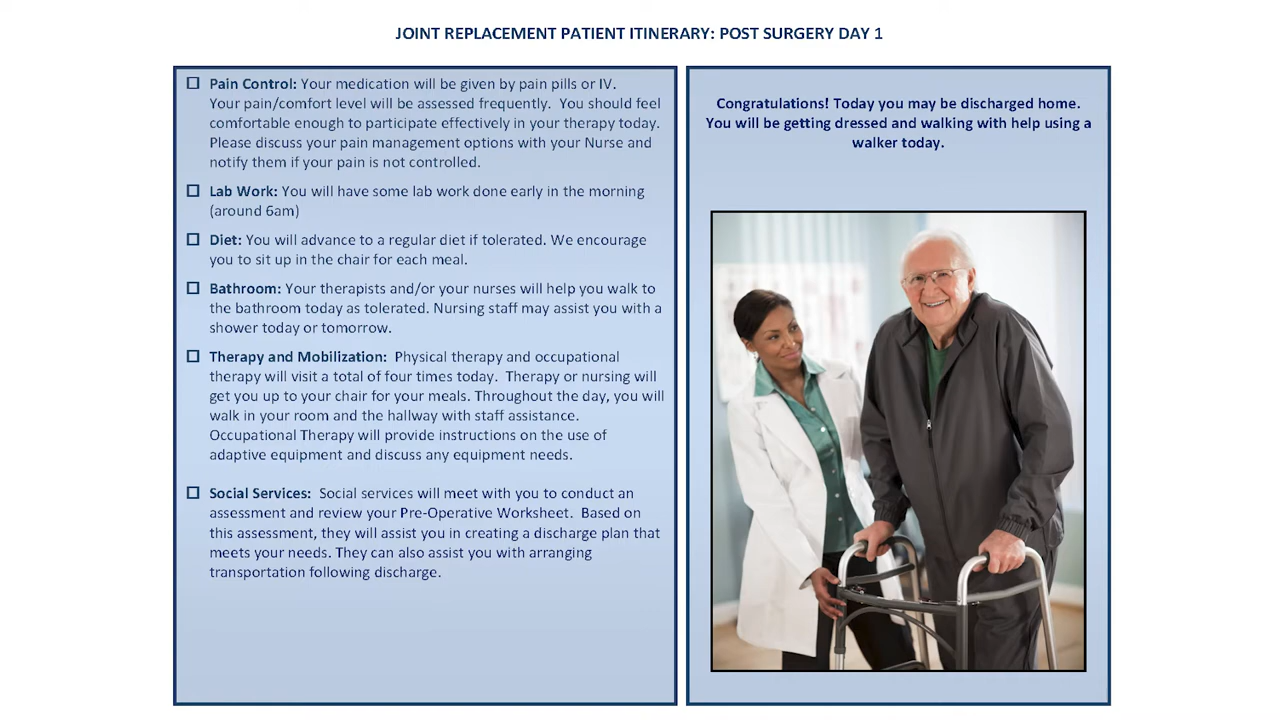 JOINT REPLACEMENT PATIENT ITINERARY: POST SURGERY DAY 1
Pain Control: Your medication will be given by pain pills or IV.
Your pain/comfort level will be assessed frequently.  You should feel
comfortable enough to participate effectively in your therapy today.
Please discuss your pain management options with your Nurse and
notify them if your pain is not controlled.
Lab Work: You will have some lab work done early in the morning
(around 6am)
Diet: You will advance to a regular diet if tolerated. We encourage
you to sit up in the chair for each meal.
Bathroom: Your therapists and/or your nurses will help you walk to
the bathroom today as tolerated. Nursing staff may assist you with a
shower today or tomorrow.
Therapy and Mobilization:  Physical therapy and occupational
therapy will visit a total of four times today.  Therapy or nursing will
get you up to your chair for your meals. Throughout the day, you will
walk in your room and the hallway with staff assistance.
Occupational Therapy will provide instructions on the use of
adaptive equipment and discuss any equipment needs.
Social Services:  Social services will meet with you to conduct an
assessment and review your Pre-Operative Worksheet.  Based on
this assessment, they will assist you in creating a discharge plan that
meets your needs. They can also assist you with arranging
transportation following discharge.
Congratulations! Today you may be discharged home.
You will be getting dressed and walking with help using a
walker today.